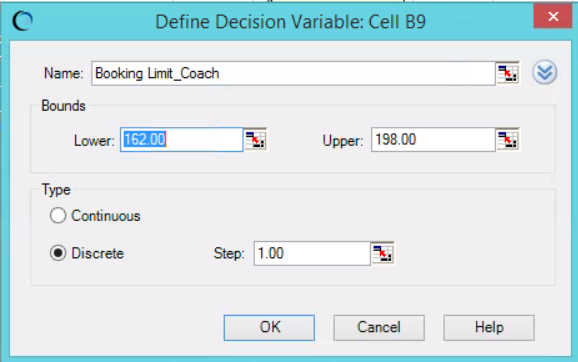 Define Decision Variable: Cell B9
Name: Booking Limit_Coach
Bounds
Lower: 162.00 Upper: 198.00
Type
Continuous
Discrete Step: 1.00
OK Cancel Help